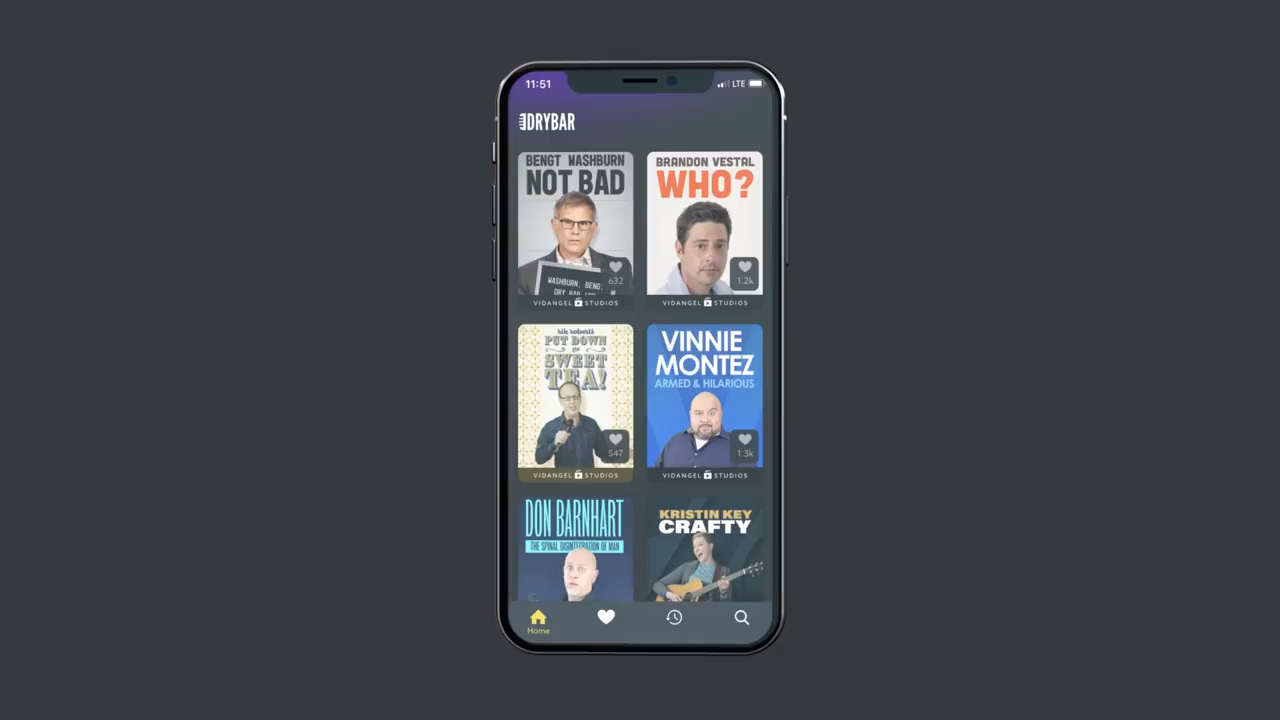 11:51
LTE
DRYBAR
BENGT WASHBURN
NOT BAD
WASHBURN, BENG.
632
VIDANGEL STUDIOS
BRANDON VESTAL
WHO?
1.2k
VIDANGEL STUDIOS
rik roberts
PUT DOWN
SWEET
TEA!
547
VIDANGEL STUDIOS
VINNIE
MONTEZ
ARMED & HILARIOUS
1.3k
VIDANGEL STUDIOS
DON BARNHART
THE SPINAL DISINTEGRATION OF MAN
KRISTIN KEY
CRAFTY
Home